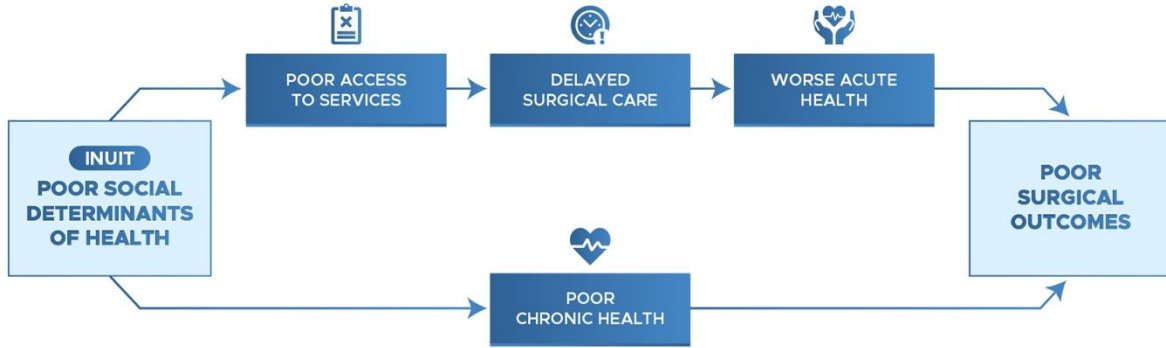 POOR ACCESS
TO SERVICES
DELAYED
SURGICAL CARE
WORSE ACUTE
HEALTH
INUIT
POOR SOCIAL
DETERMINANTS
OF HEALTH
POOR
SURGICAL
OUTCOMES
POOR
CHRONIC HEALTH